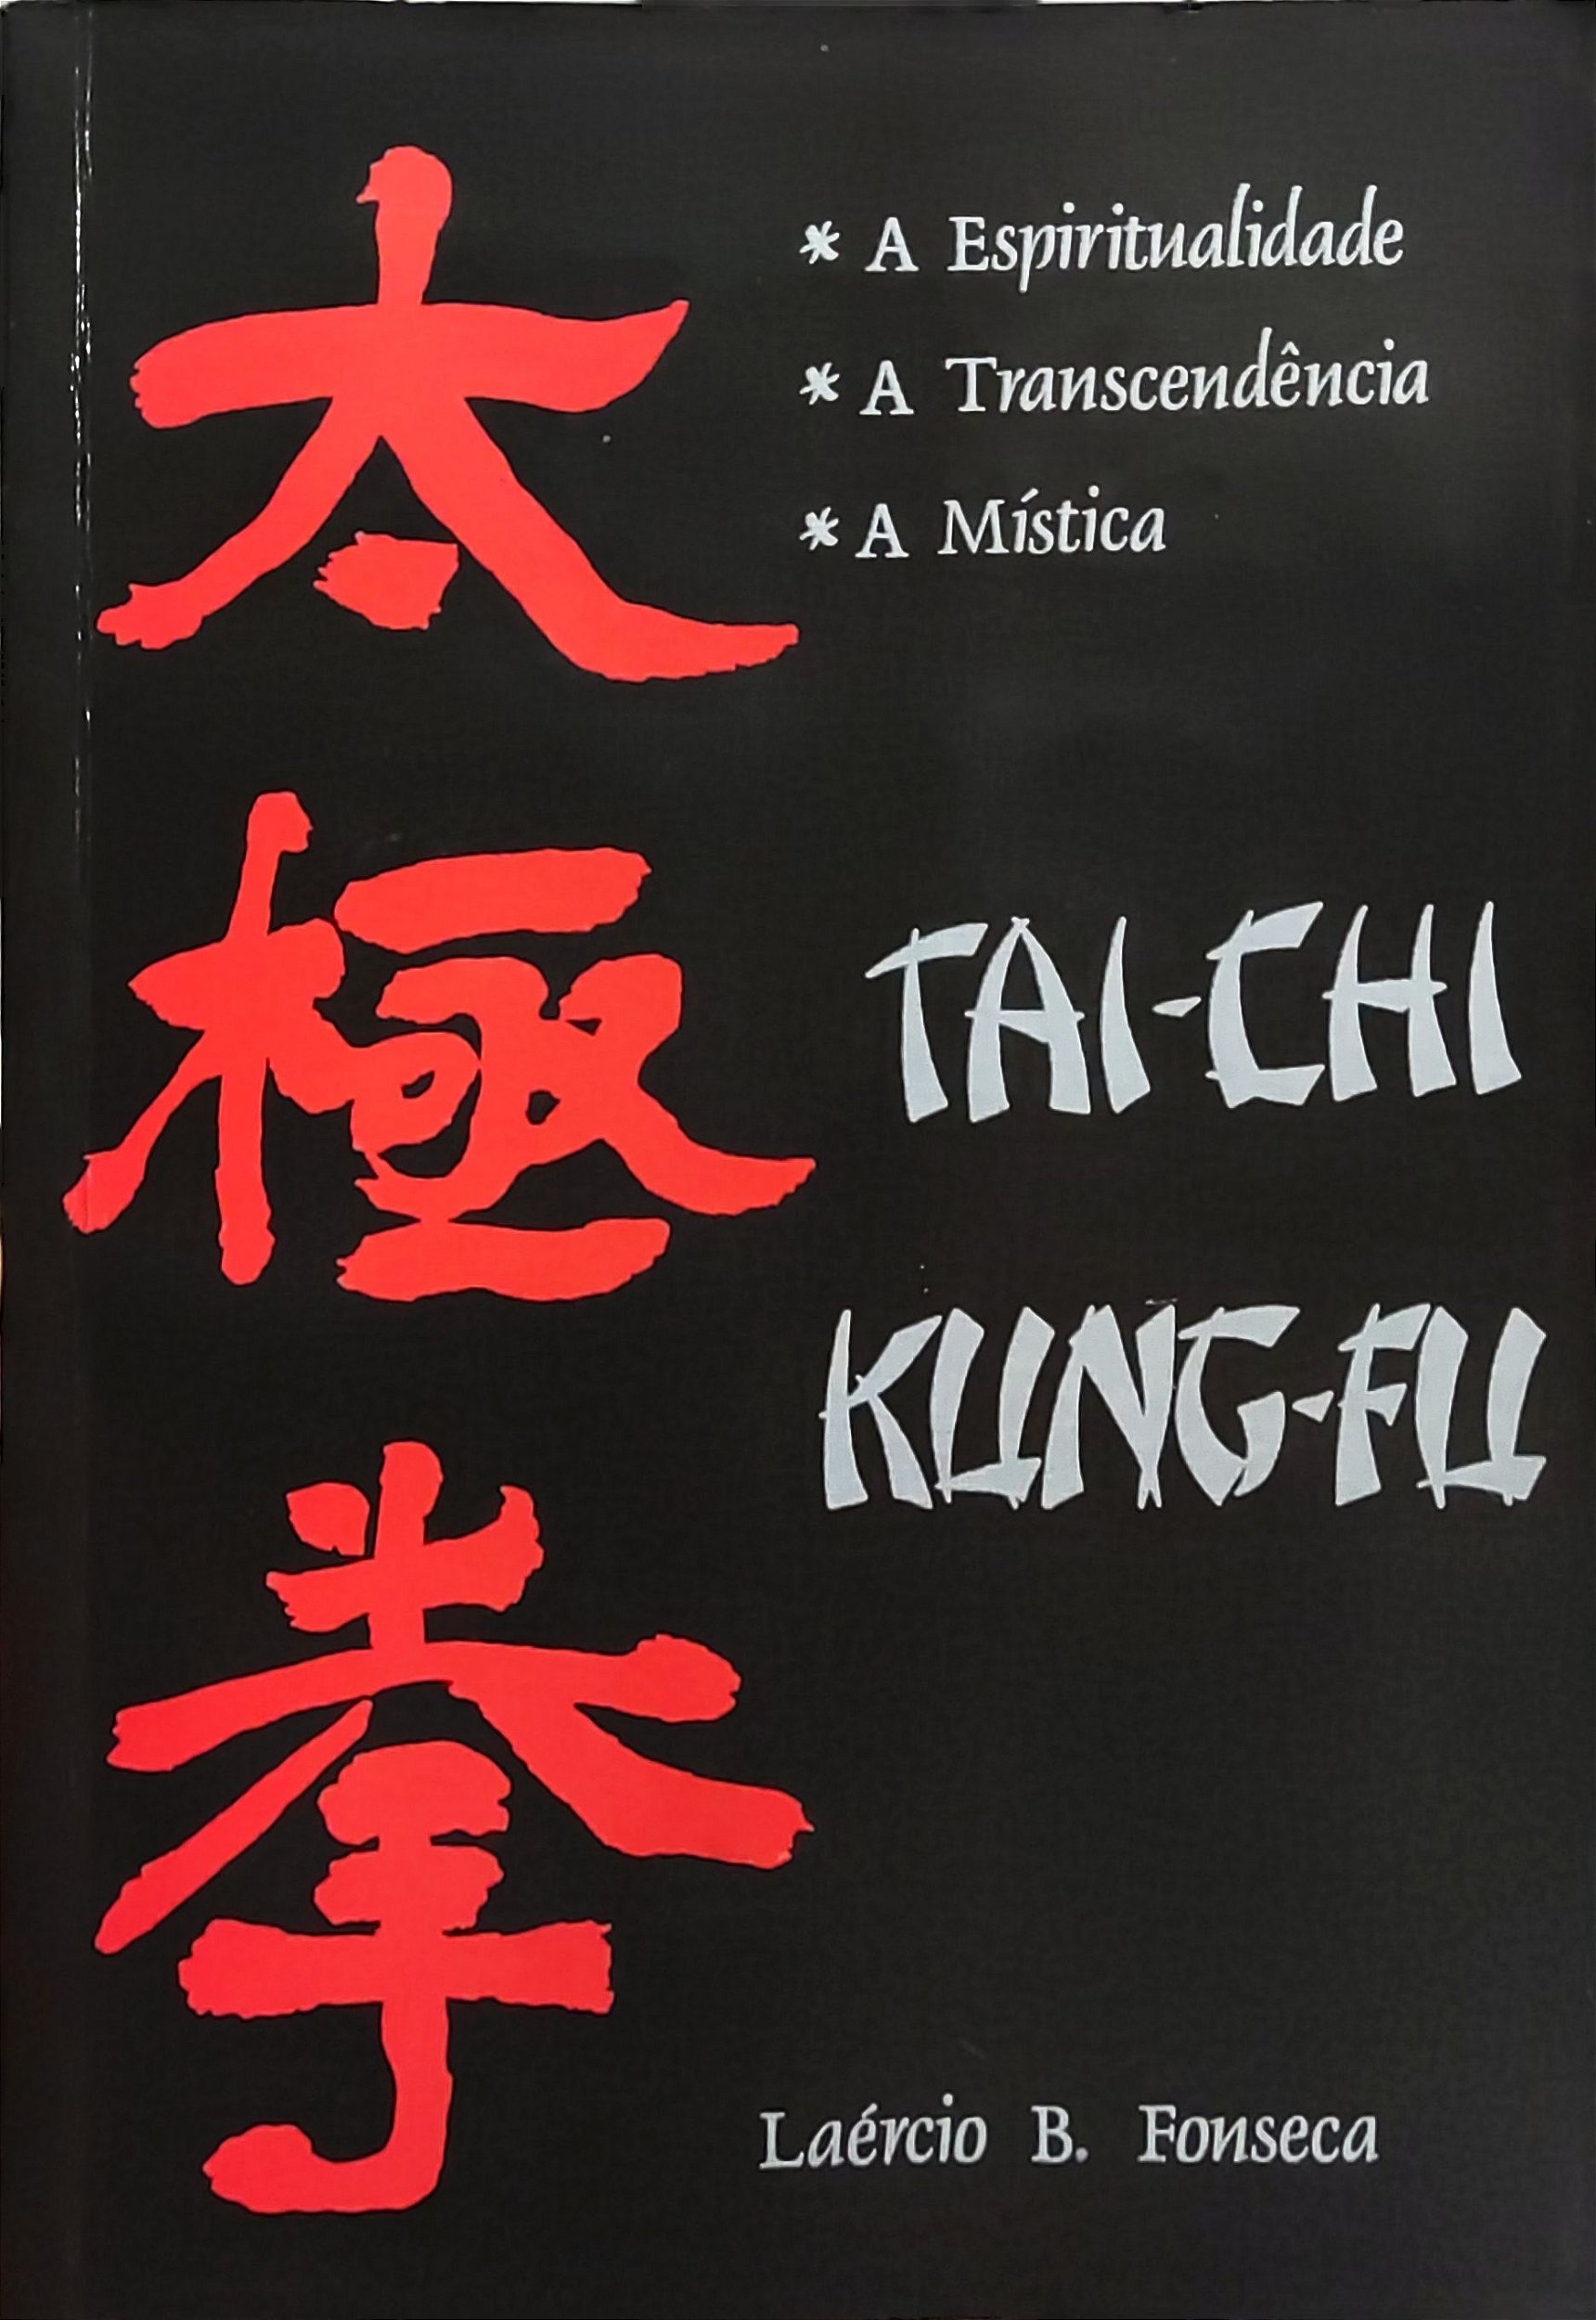 太極拳
* A Espiritualidade
* A Transcendência
* A Mística
TAI-CHI
KUNG-FU
Laércio B. Fonseca